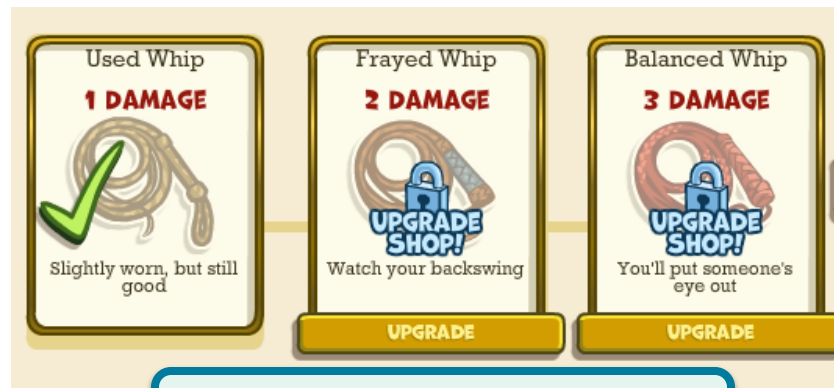 Used Whip
1 DAMAGE
Slightly worn, but still
good
Frayed Whip
2 DAMAGE
UPGRADE
SHOP!
Watch your backswing
UPGRADE
Balanced Whip
3 DAMAGE
UPGRADE
SHOP!
You'll put someone's
eye out
UPGRADE